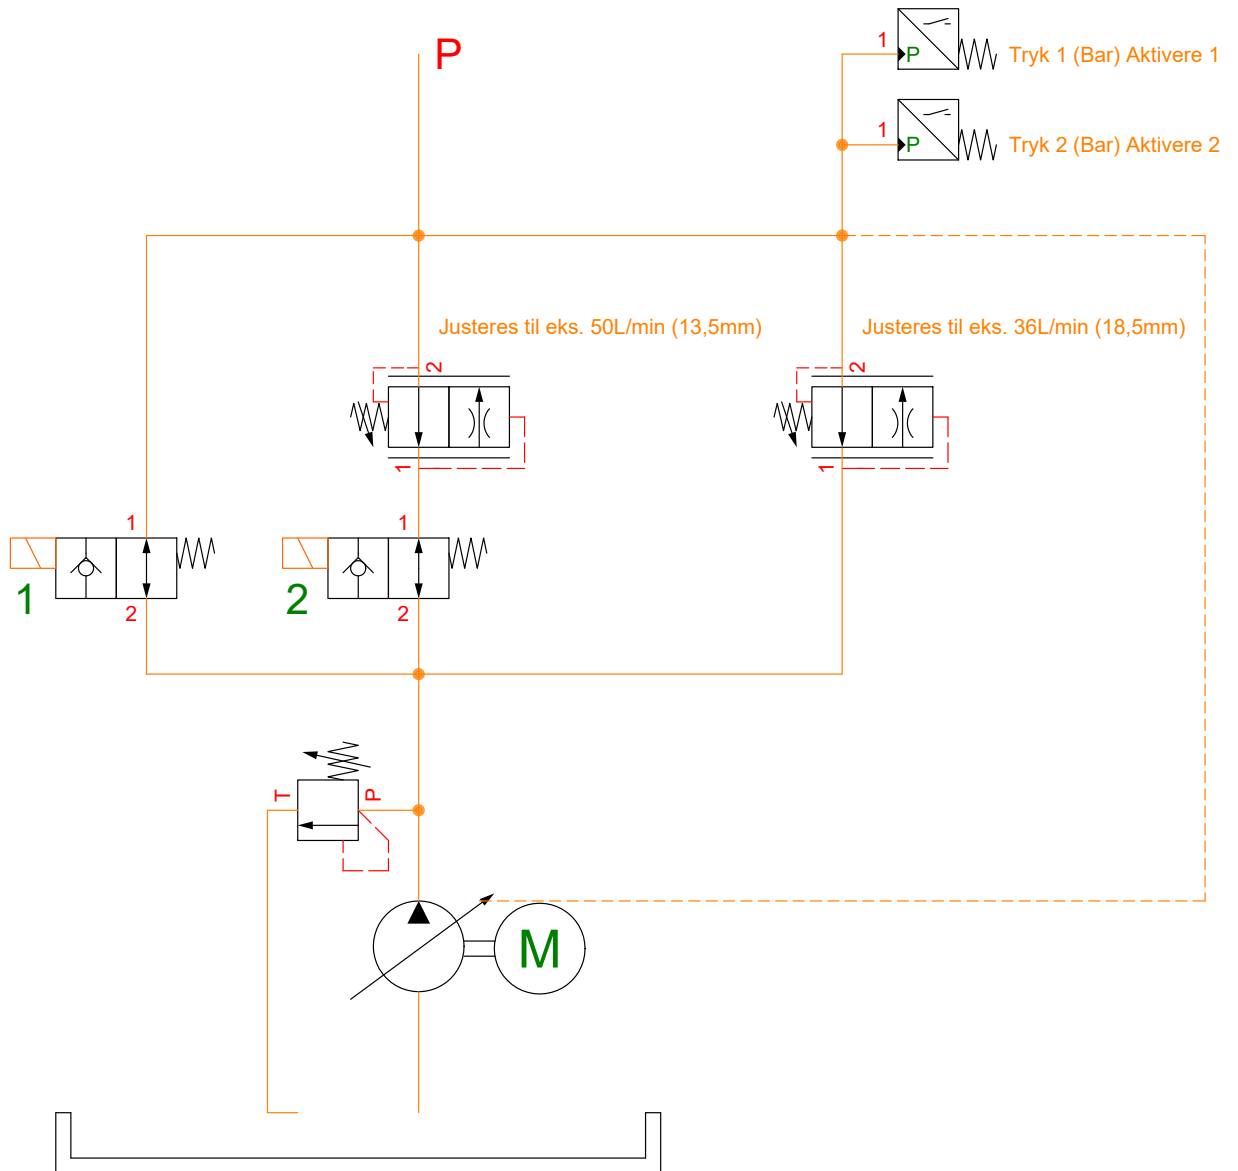 P
1
P
Tryk 1 (Bar) Aktivere 1
1
P
Tryk 2 (Bar) Aktivere 2
Justeres til eks. 50L/min (13,5mm)
Justeres til eks. 36L/min (18,5mm)
2
2
1
1
1
1
1
2
2
2
T
P
M